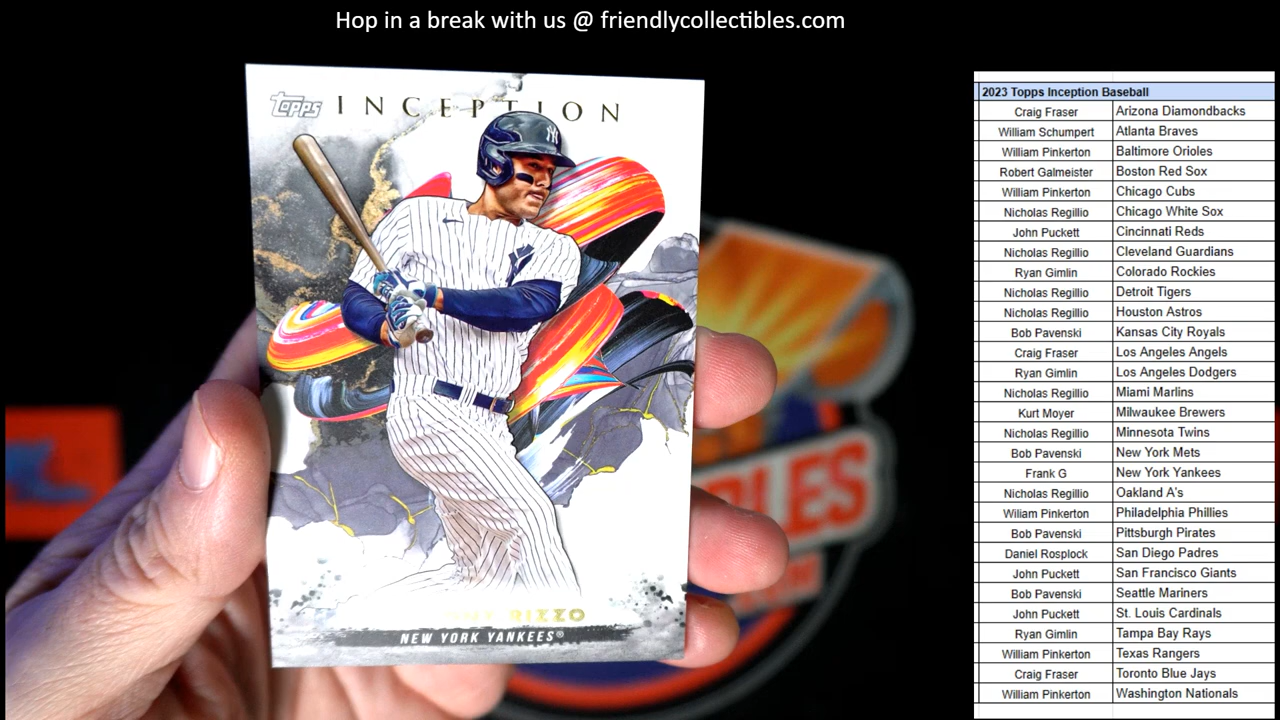 Hop in a break with us @ friendlycollectibles.com
Topps INCEPTION
RIZZO
NEW YORK YANKEES®
2023 Topps Inception Baseball
Craig Fraser Arizona Diamondbacks
William Schumpert Atlanta Braves
William Pinkerton Baltimore Orioles
Robert Galmeister Boston Red Sox
William Pinkerton Chicago Cubs
Nicholas Regillio Chicago White Sox
John Puckett Cincinnati Reds
Nicholas Regillio Cleveland Guardians
Ryan Gimlin Colorado Rockies
Nicholas Regillio Detroit Tigers
Nicholas Regillio Houston Astros
Bob Pavenski Kansas City Royals
Craig Fraser Los Angeles Angels
Ryan Gimlin Los Angeles Dodgers
Nicholas Regillio Miami Marlins
Kurt Moyer Milwaukee Brewers
Nicholas Regillio Minnesota Twins
Bob Pavenski New York Mets
Frank G New York Yankees
Nicholas Regillio Oakland A's
Wiliam Pinkerton Philadelphia Phillies
Bob Pavenski Pittsburgh Pirates
Daniel Rosplock San Diego Padres
John Puckett San Francisco Giants
Bob Pavenski Seattle Mariners
John Puckett St. Louis Cardinals
Ryan Gimlin Tampa Bay Rays
William Pinkerton Texas Rangers
Craig Fraser Toronto Blue Jays
William Pinkerton Washington Nationals